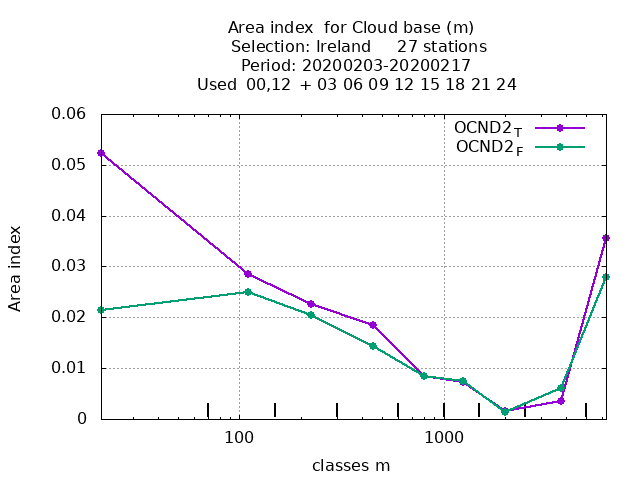 Area index  for Cloud base (m)
Selection: Ireland     27 stations
Period: 20200203-20200217
Used  00,12  + 03 06 09 12 15 18 21 24
OCND2T
OCND2F
0.06
0.05
0.04
0.03
0.02
0.01
0
Area index
100 1000
classes m